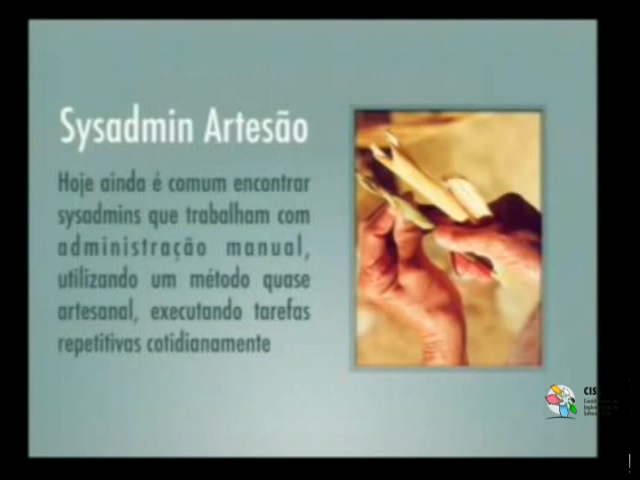 Sysadmin Artesão
Hoje ainda é comum encontrar
sysadmins que trabalham com
administração manual,
utilizando um método quase
artesanal, executando tarefas
repetitivas cotidianamente
CIS